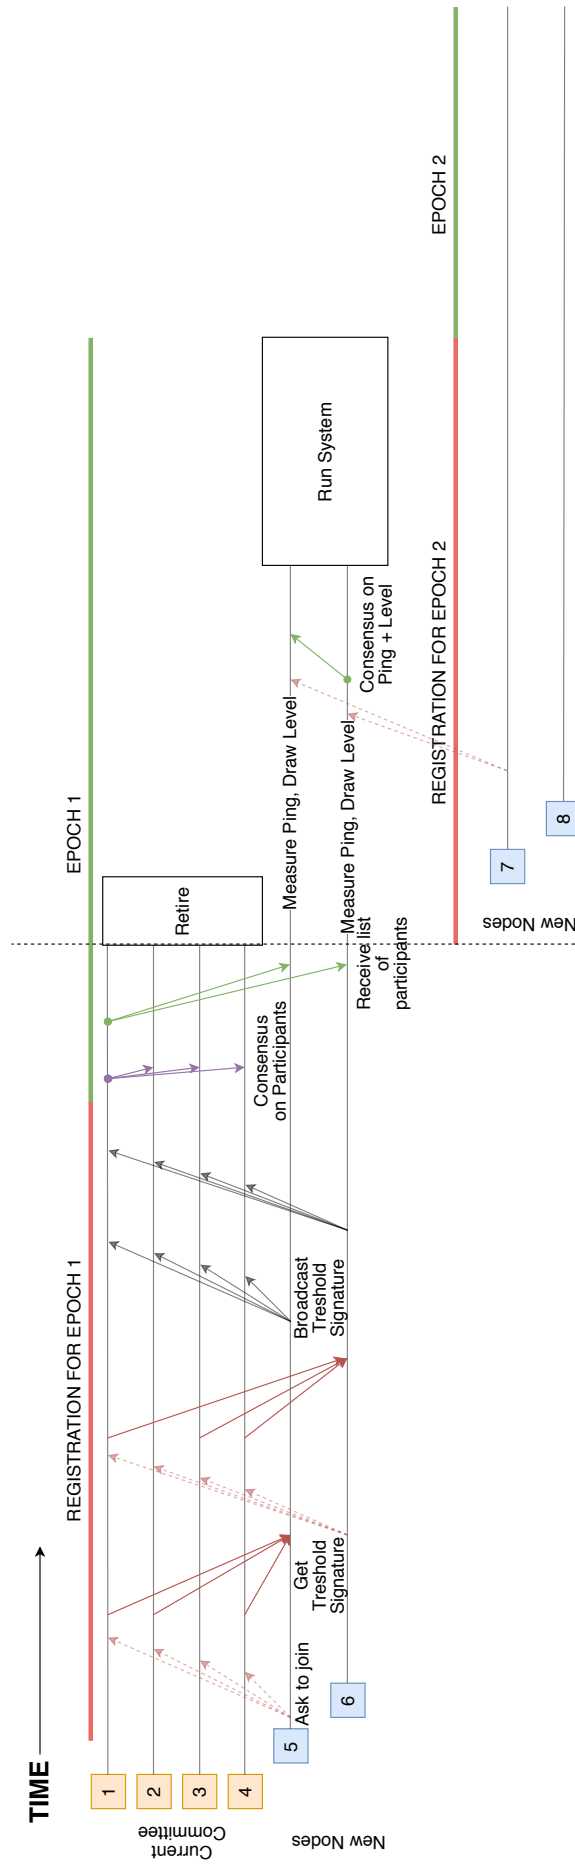 TIME
REGISTRATION FOR EPOCH 1
EPOCH 1
Current
Committee
1
2
3
4
New Nodes
5
6
Ask to join
Get
Treshold
Signature
Broadcast
Treshold
Signature
Consensus
on Participants
Receive list
of
participants
Retire
Measure Ping, Draw Level
Measure Ping, Draw Level
Consensus on
Ping + Level
Run System
REGISTRATION FOR EPOCH 2
EPOCH 2
New Nodes
7
8